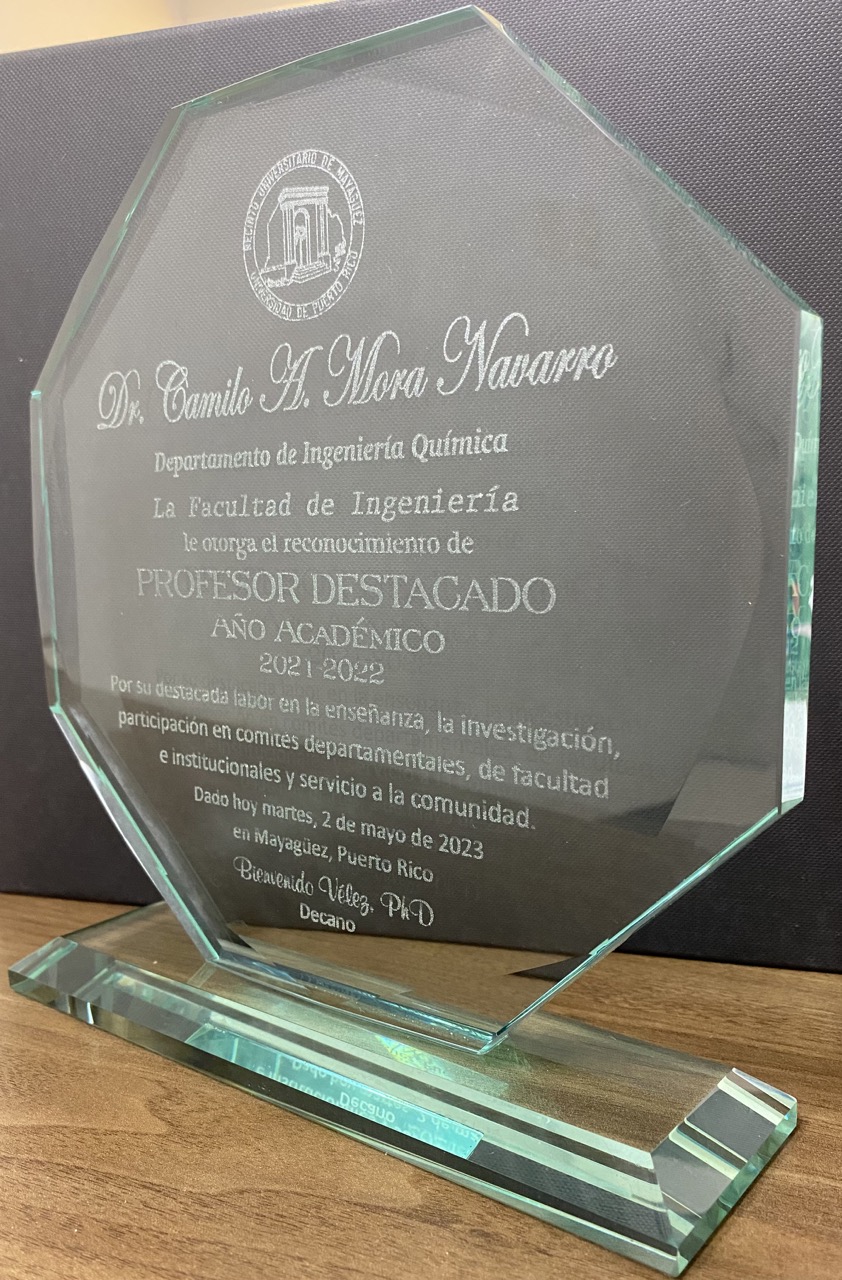 RECINTO UNIVERSITARIO DE MAYAGÜEZ
UNIVERSIDAD DE PUERTO RICO
Dr. Camilo A. Mora Navarro
Departamento de Ingeniería Química
La Facultad de Ingeniería
le otorga el reconocimiento de
PROFESOR DESTACADO
AÑO ACADÉMICO
2021-2022
Por su destacada labor en la enseñanza, la investigación,
participación en comites departamentales, de facultad
e institucionales y servicio a la comunidad.
Dado hoy martes, 2 de mayo de 2023
en Mayagüez, Puerto Rico
Bienvenido Vélez, PhD
Decano